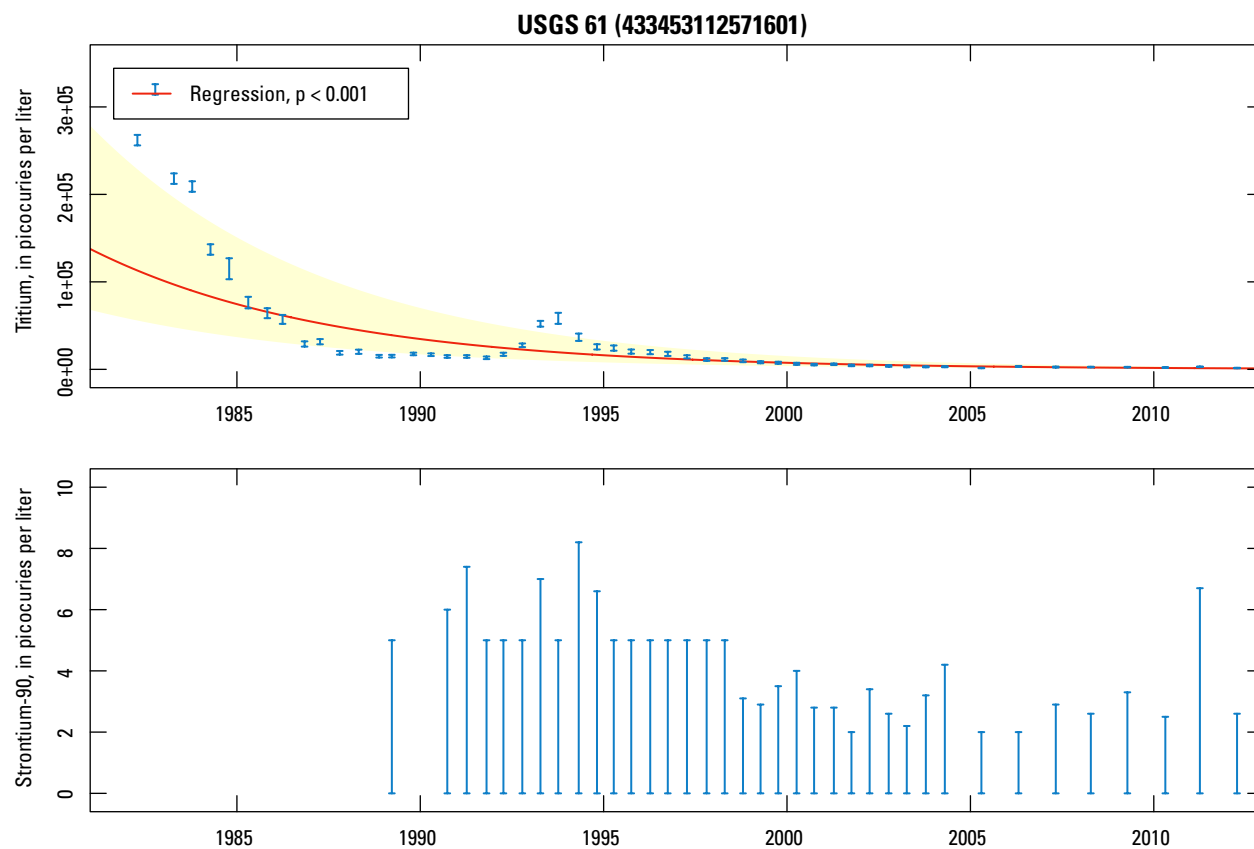 USGS 61 (433453112571601)
Tritium, in picocuries per liter
3e+05
2e+05
1e+05
0e+00
Regression, p < 0.001
1985 1990 1995 2000 2005 2010
Strontium-90, in picocuries per liter
10
8
6
4
2
0
1985 1990 1995 2000 2005 2010